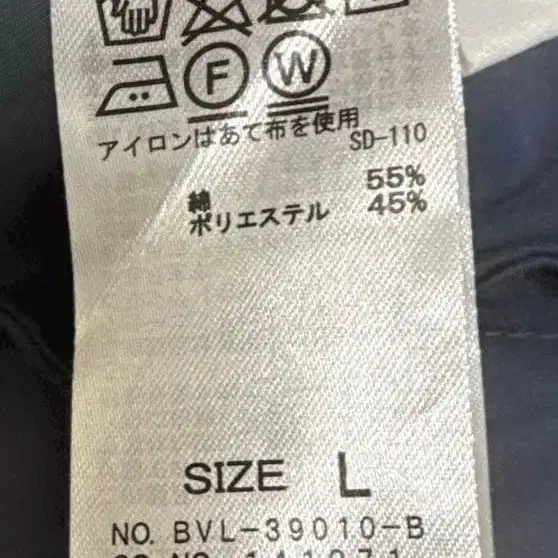 F W
アイロンはあて布を使用
SD-110
綿 55%
ポリエステル 45%
SIZE L
NO. BVL-39010-B